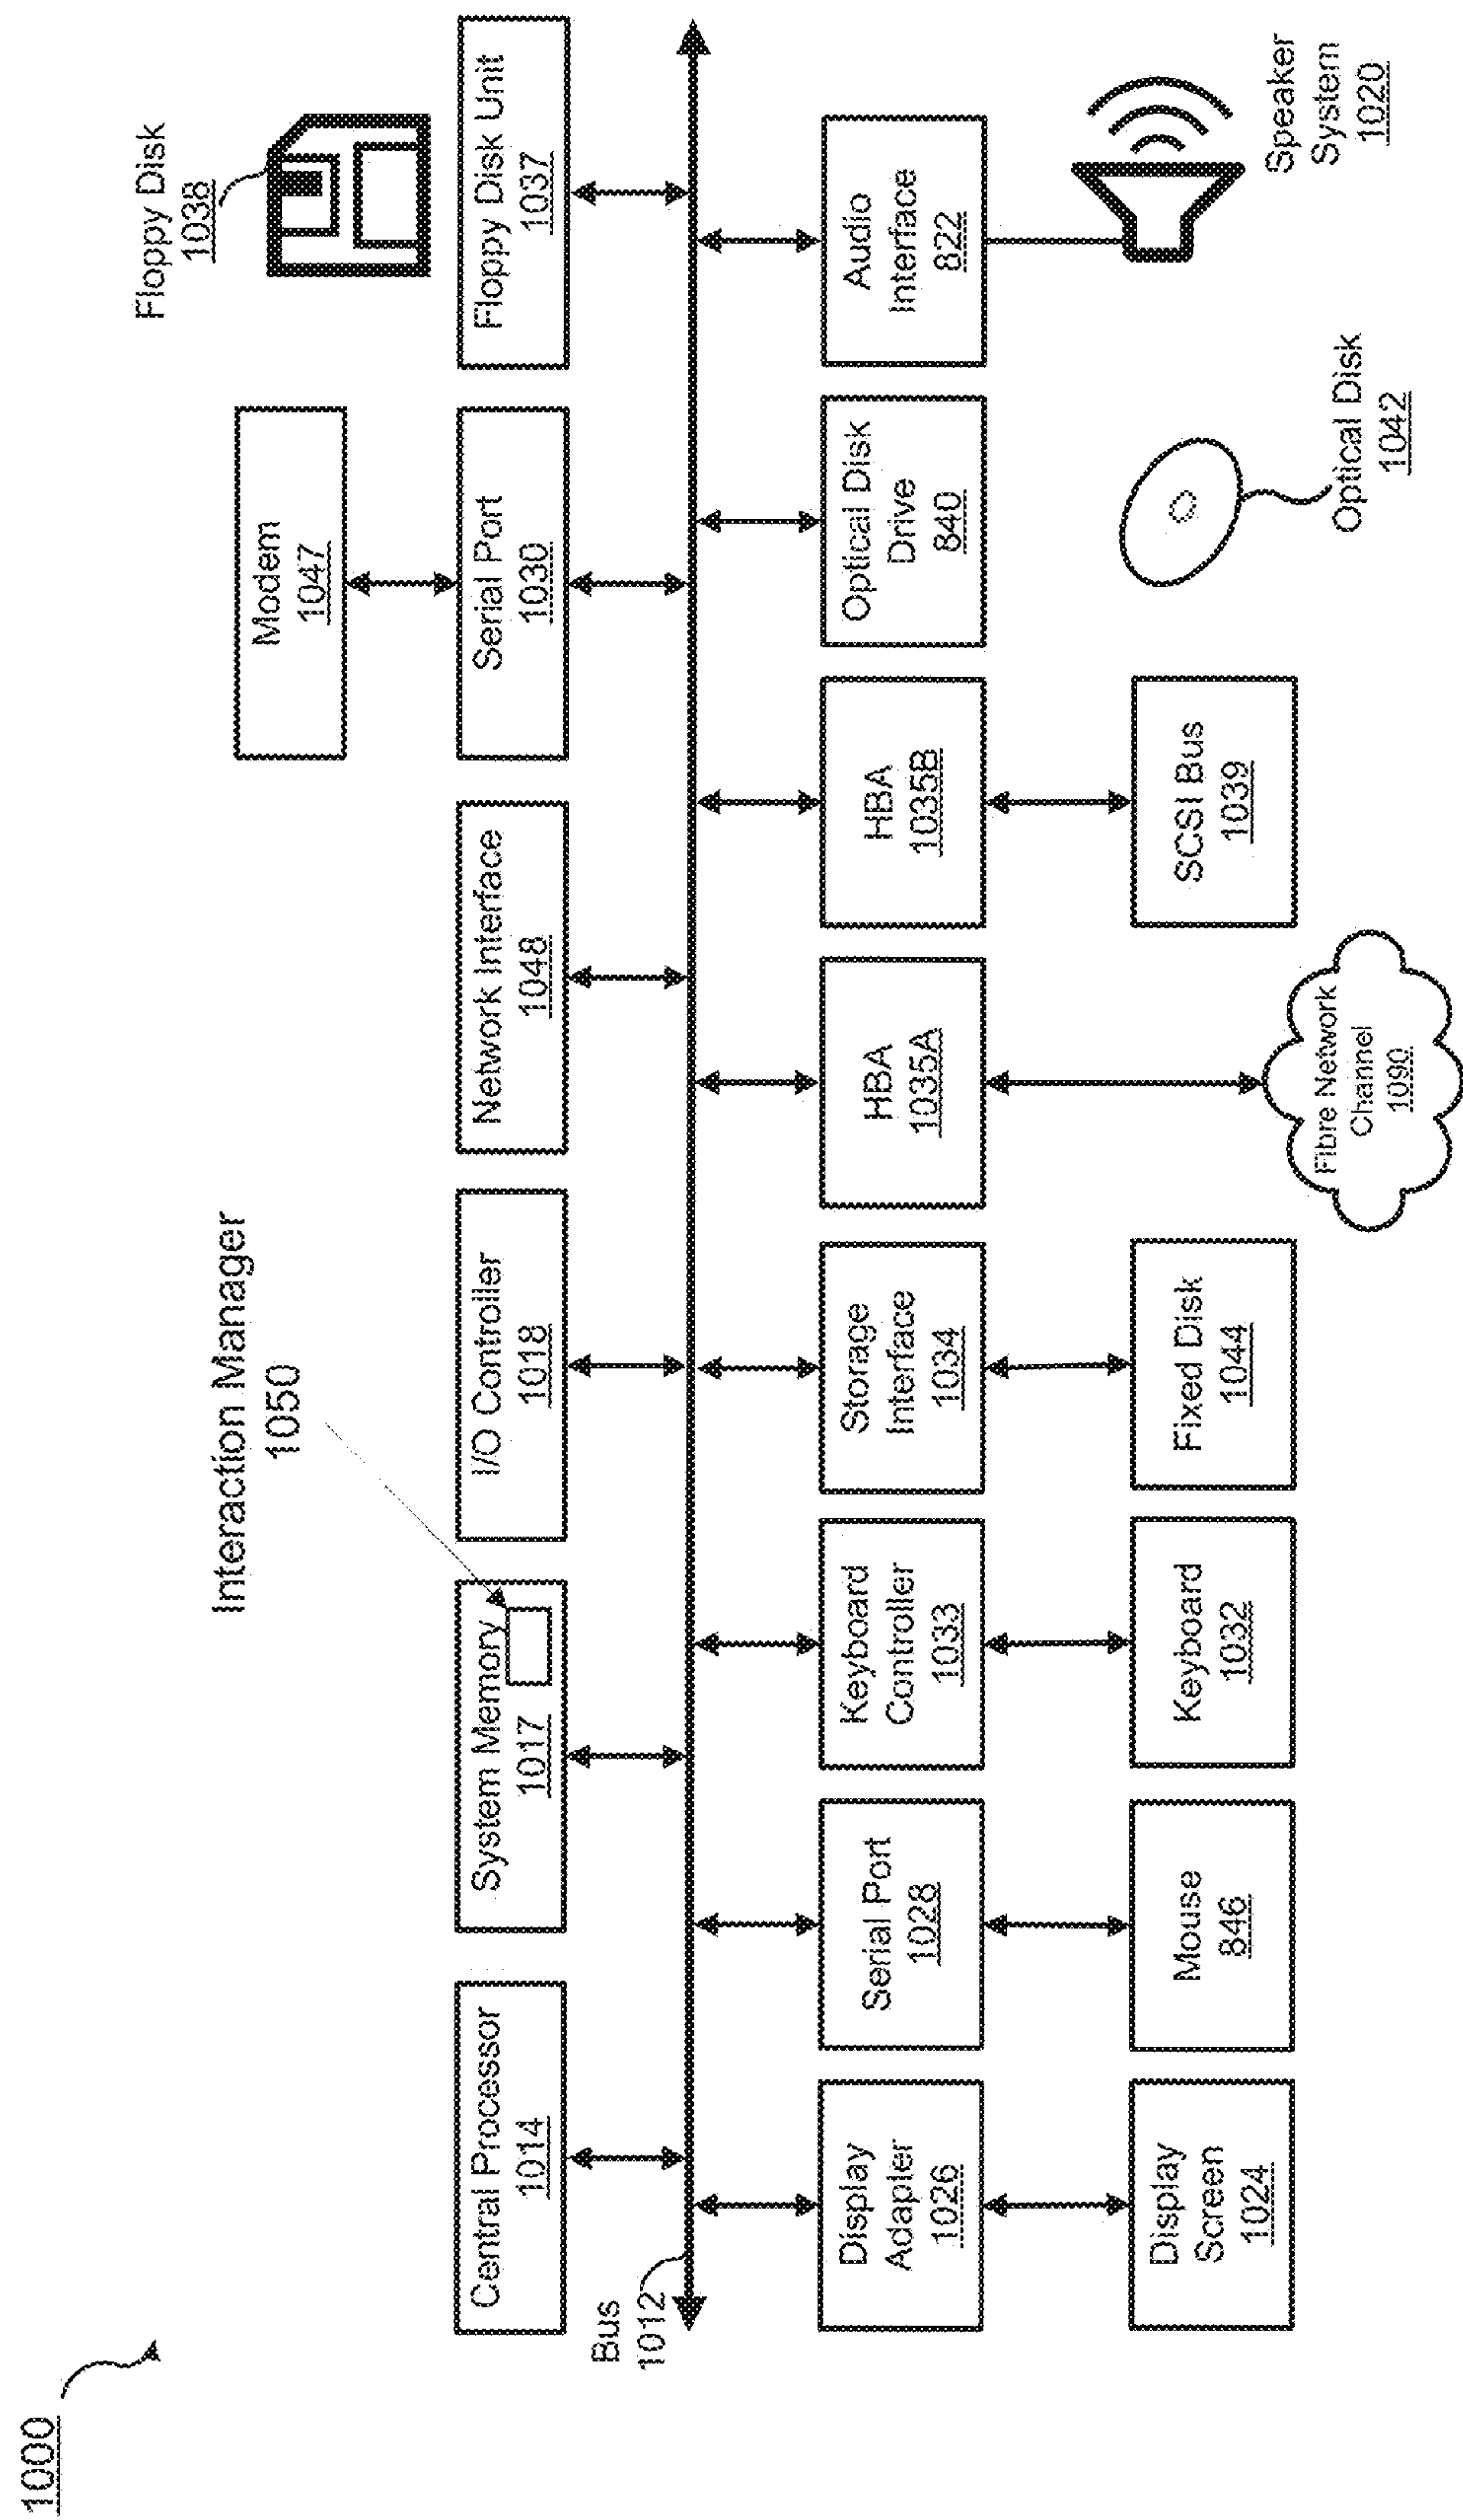 1000
Interaction Manager
1050
Floppy Disk
1038
Modem
1047
Central Processor
1014
System Memory
1017
I/O Controller
1018
Network Interface
1048
Serial Port
1030
Floppy Disk Unit
1037
Bus
1012
Display
Adapter
1026
Serial Port
1028
Keyboard
Controller
1033
Storage
Interface
1034
HBA
1035A
HBA
1035B
Optical Disk
Drive
840
Audio
Interface
822
Display
Screen
1024
Mouse
846
Keyboard
1032
Fixed Disk
1044
Fibre Network
Channel
1090
SCSI Bus
1039
Optical Disk
1042
Speaker
System
1020